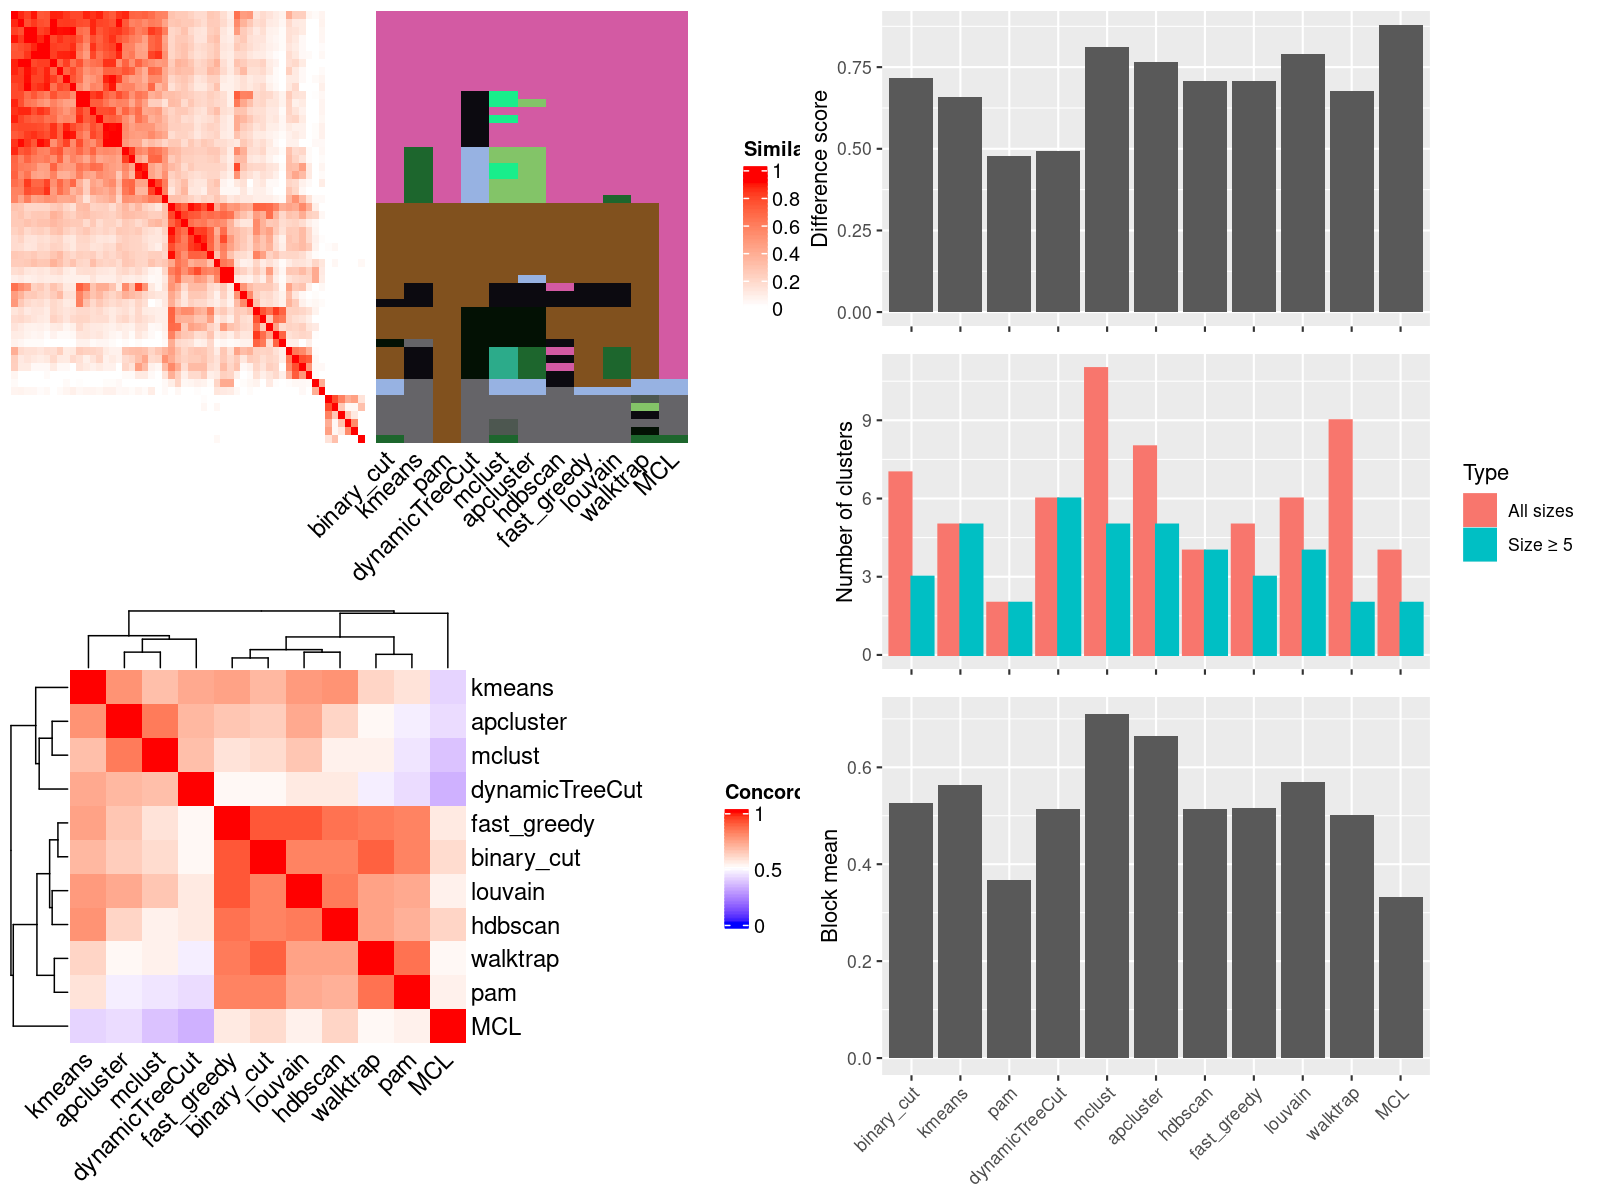 Simila
1
0.8
0.6
0.4
0.2
0
binary_cut
kmeans
pam
dynamicTreeCut
mclust
apcluster
hdbscan
fast_greedy
louvain
walktrap
MCL
Difference score
0.75
0.50
0.25
0.00
Number of clusters
9
6
3
0
Type
All sizes
Size ≥ 5
kmeans
apcluster
mclust
dynamicTreeCut
fast_greedy
binary_cut
louvain
hdbscan
walktrap
pam
MCL
kmeans
apcluster
mclust
dynamicTreeCut
fast_greedy
binary_cut
louvain
hdbscan
walktrap
pam
MCL
Concord
1
0.5
0
Block mean
0.6
0.4
0.2
0.0
binary_cut
kmeans
pam
dynamicTreeCut
mclust
apcluster
hdbscan
fast_greedy
louvain
walktrap
MCL